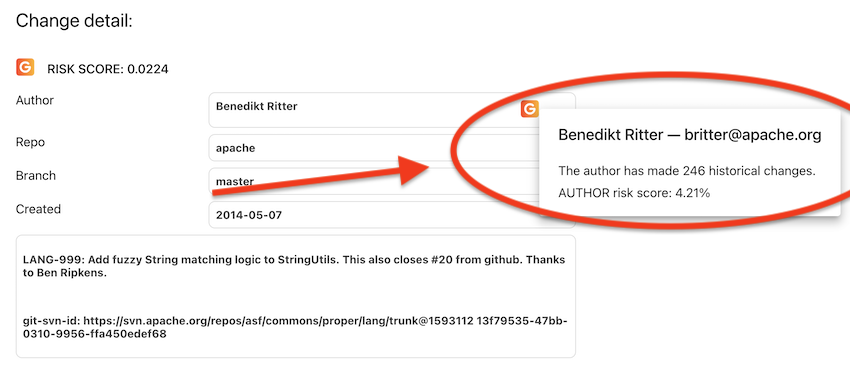 Change detail:
G RISK SCORE: 0.0224
Author
Benedikt Ritter
G
Repo
apache
Branch
master
Created
2014-05-07
Benedikt Ritter — britter@apache.org
The author has made 246 historical changes.
AUTHOR risk score: 4.21%
LANG-999: Add fuzzy String matching logic to StringUtils. This also closes #20 from github. Thanks
to Ben Ripkens.
git-svn-id: https://svn.apache.org/repos/asf/commons/proper/lang/trunk@1593112 13f79535-47bb-
0310-9956-ffa450edef68